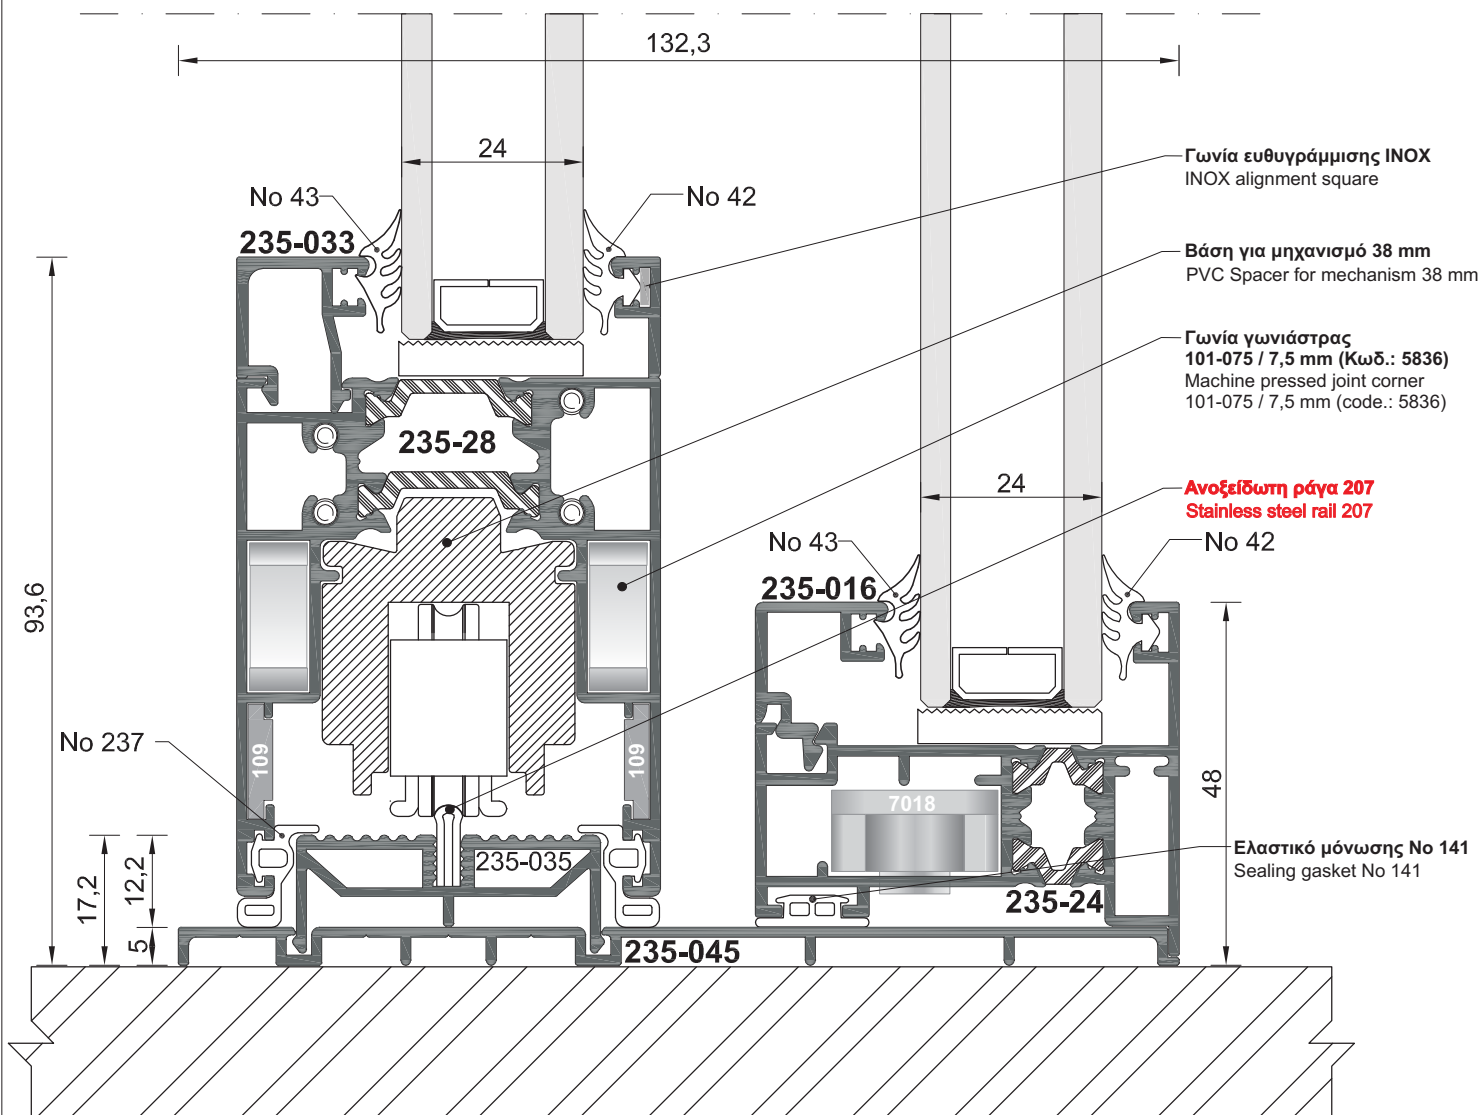 132,3
24
Γωνία ευθυγράμμισης INOX
INOX alignment square
No 43
No 42
235-033
Βάση για μηχανισμό 38 mm
PVC Spacer for mechanism 38 mm
Γωνία γωνιάστρας
101-075 / 7,5 mm (Κωδ.: 5836)
Machine pressed joint corner
101-075 / 7,5 mm (code.: 5836)
235-28
24
Ανοξείδωτη ράγα 207
Stainless steel rail 207
No 43
No 42
235-016
93,6
No 237
109
109
7018
48
235-035
Ελαστικό μόνωσης No 141
Sealing gasket No 141
17,2
12,2
5
235-24
235-045